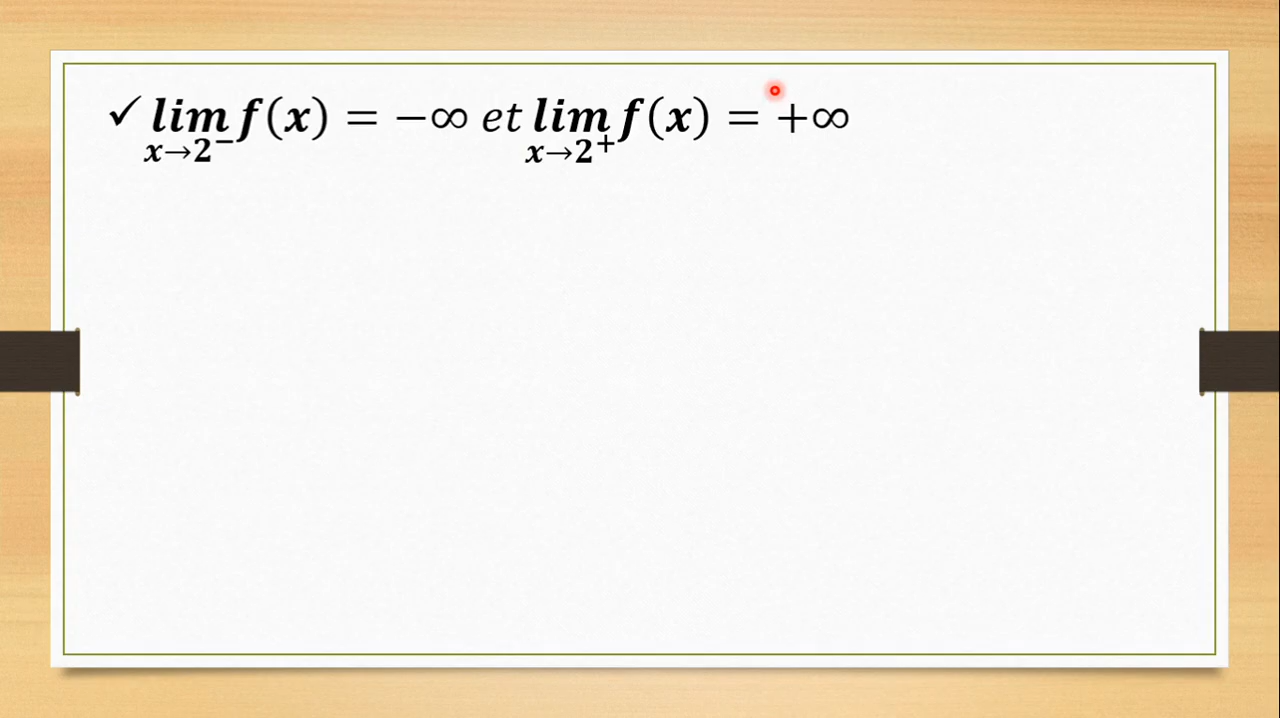 ✓ lim f(x) = −∞ et lim f(x) = +∞
x→2⁻ x→2⁺